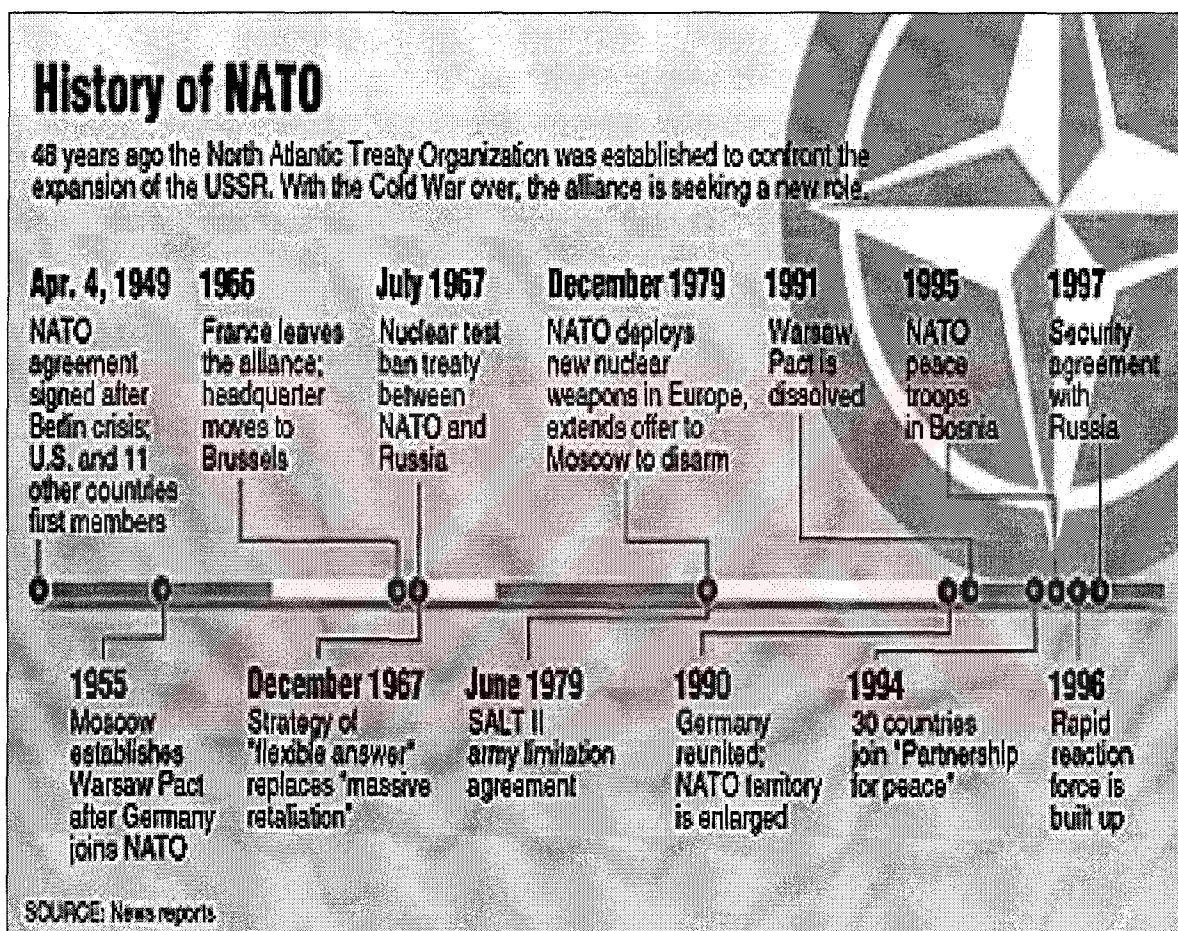 History of NATO
48 years ago the North Atlantic Treaty Organization was established to confront the
expansion of the USSR. With the Cold War over, the alliance is seeking a new role.
Apr. 4, 1949
NATO
agreement
signed after
Berlin crisis;
U.S. and 11
other countries
first members
1966
France leaves
the alliance;
headquarter
moves to
Brussels
July 1967
Nuclear test
ban treaty
between
NATO and
Russia
December 1979
NATO deploys
new nuclear
weapons in Europe,
extends offer to
Moscow to disarm
1991
Warsaw
Pact is
dissolved
1995
NATO
peace
troops
in Bosnia
1997
Security
agreement
with
Russia
1955
Moscow
establishes
Warsaw Pact
after Germany
joins NATO
December 1967
Strategy of
"flexible answer"
replaces "massive
retaliation"
June 1979
SALT II
army limitation
agreement
1990
Germany
reunited;
NATO territory
is enlarged
1994
30 countries
join "Partnership
for peace"
1996
Rapid
reaction
force is
built up
SOURCE: News reports